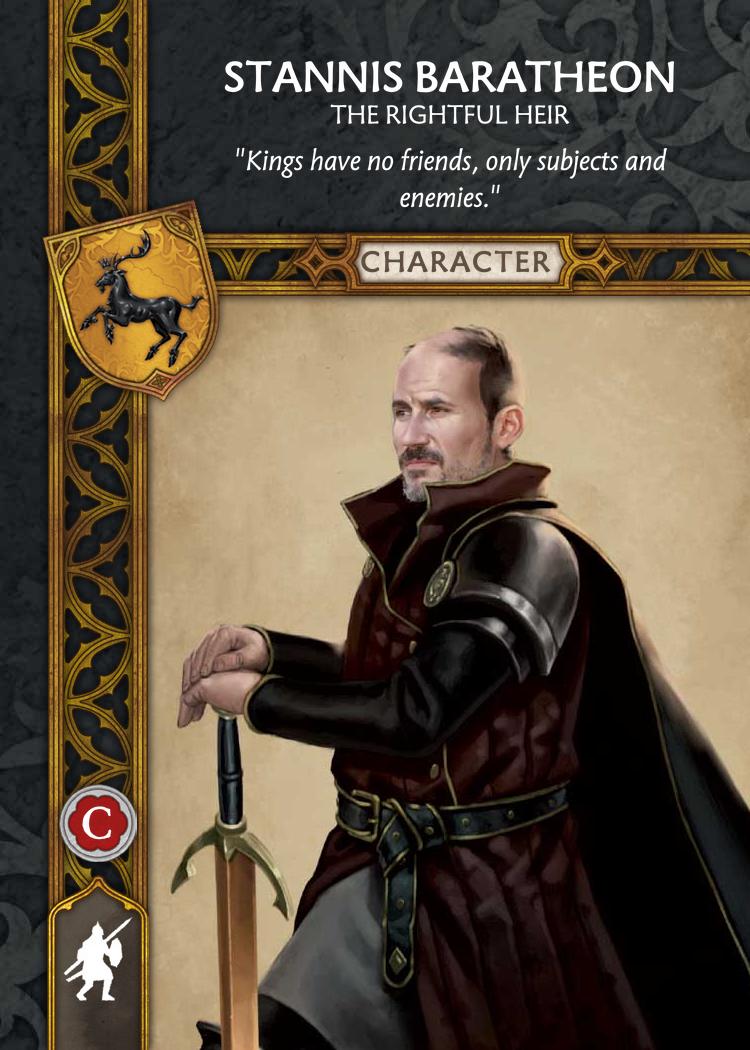 STANNIS BARATHEON
THE RIGHTFUL HEIR
"Kings have no friends, only subjects and
enemies."
CHARACTER
C